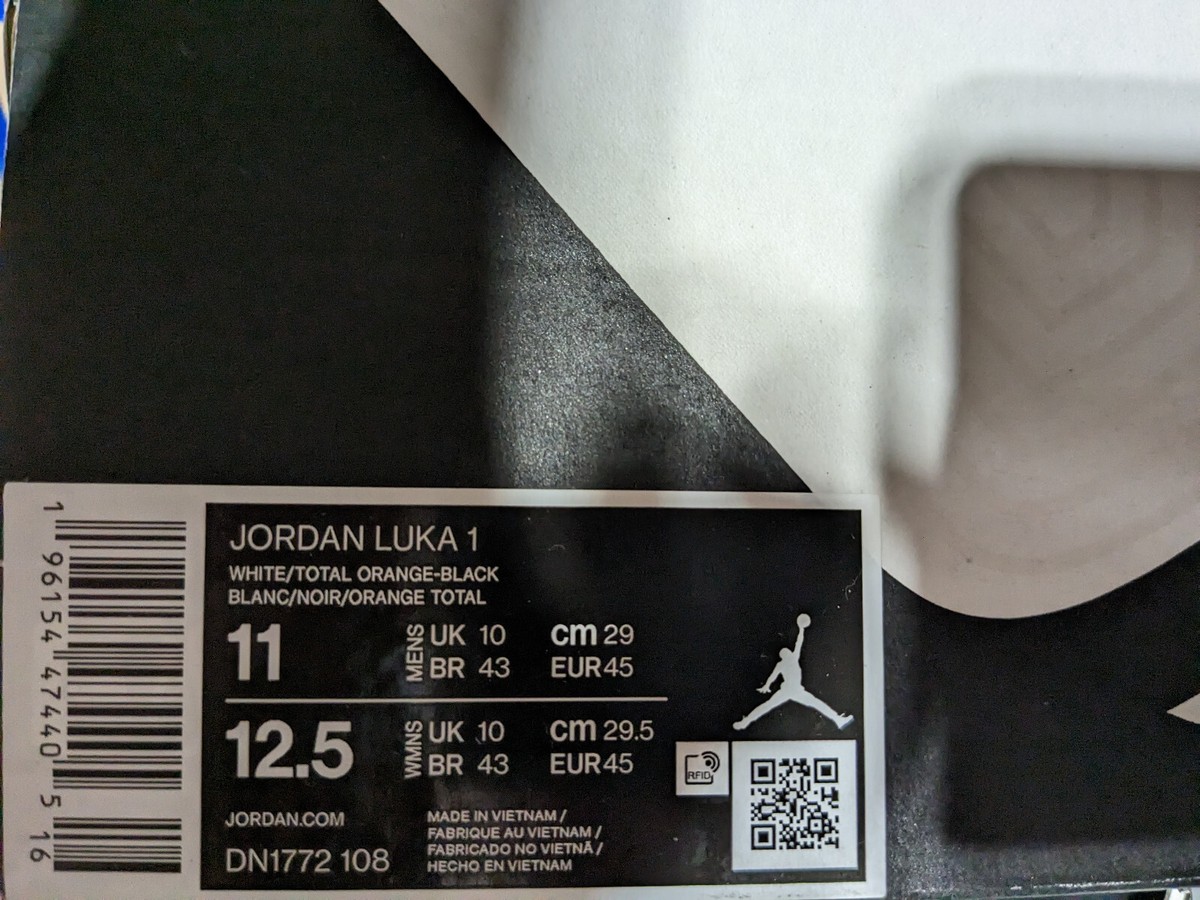 JORDAN LUKA 1
WHITE/TOTAL ORANGE-BLACK
BLANC/NOIR/ORANGE TOTAL
11 MENS UK 10 cm 29
BR 43 EUR 45
12.5 WMNS UK 10 cm 29.5
BR 43 EUR 45
RFID
JORDAN.COM
DN1772 108
MADE IN VIETNAM /
FABRIQUE AU VIETNAM /
FABRICADO NO VIETNÃ /
HECHO EN VIETNAM
1 96154 47440 5 16